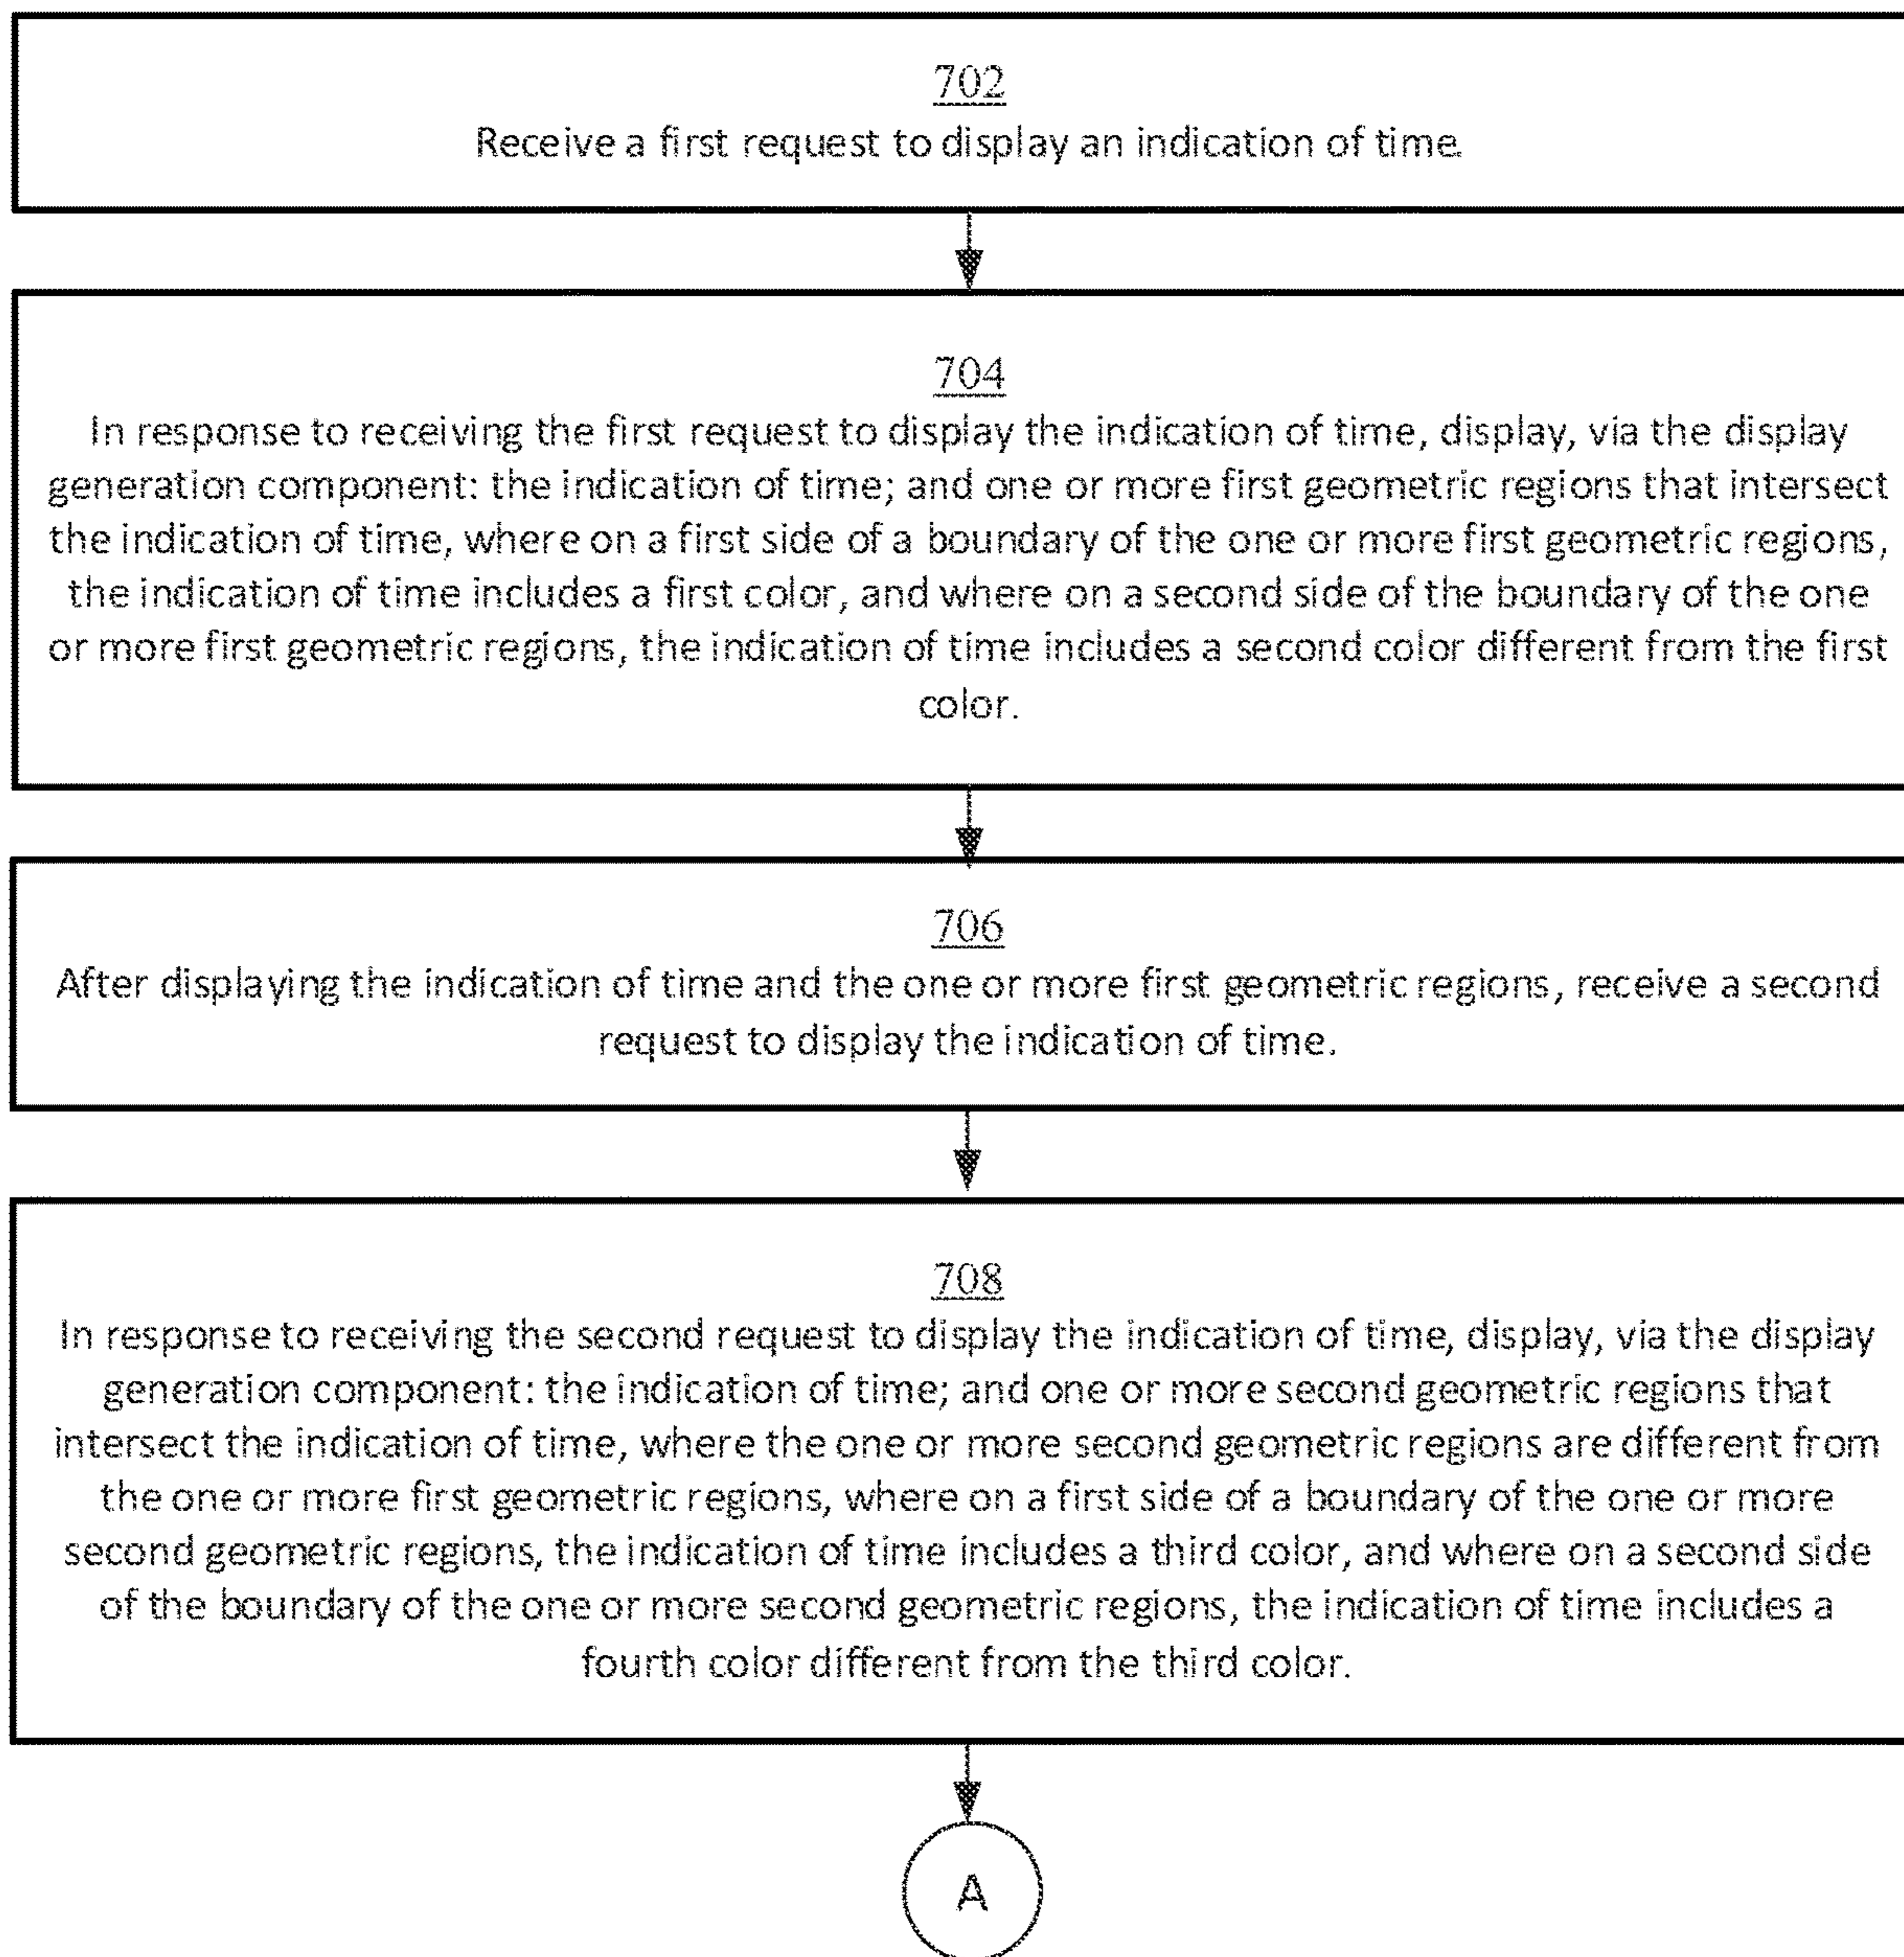 702
Receive a first request to display an indication of time.
704
In response to receiving the first request to display the indication of time, display, via the display
generation component: the indication of time; and one or more first geometric regions that intersect
the indication of time, where on a first side of a boundary of the one or more first geometric regions,
the indication of time includes a first color, and where on a second side of the boundary of the one
or more first geometric regions, the indication of time includes a second color different from the first
color.
706
After displaying the indication of time and the one or more first geometric regions, receive a second
request to display the indication of time.
708
In response to receiving the second request to display the indication of time, display, via the display
generation component: the indication of time; and one or more second geometric regions that
intersect the indication of time, where the one or more second geometric regions are different from
the one or more first geometric regions, where on a first side of a boundary of the one or more
second geometric regions, the indication of time includes a third color, and where on a second side
of the boundary of the one or more second geometric regions, the indication of time includes a
fourth color different from the third color.
A